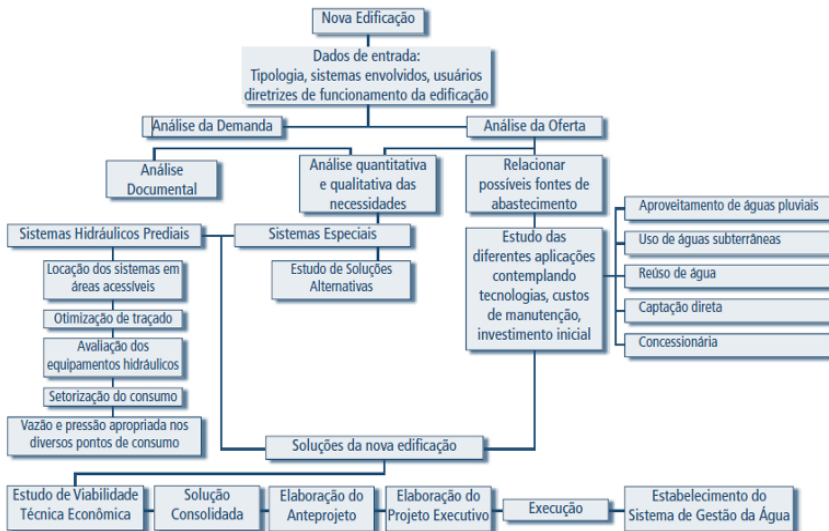 Nova Edificação
Dados de entrada:
Tipologia, sistemas envolvidos, usuários
diretrizes de funcionamento da edificação
Análise da Demanda
Análise da Oferta
Análise
Documental
Análise quantitativa
e qualitativa das
necessidades
Relacionar
possíveis fontes de
abastecimento
Sistemas Hidráulicos Prediais
Sistemas Especiais
Locação dos sistemas em
áreas acessíveis
Otimização de traçado
Avaliação dos
equipamentos hidráulicos
Setorização do consumo
Vazão e pressão apropriada nos
diversos pontos de consumo
Estudo de Soluções
Alternativas
Estudo das
diferentes aplicações
contemplando
tecnologias, custos
de manutenção,
investimento inicial
Aproveitamento de águas pluviais
Uso de águas subterrâneas
Reúso de água
Captação direta
Concessionária
Soluções da nova edificação
Estudo de Viabilidade
Técnica Econômica
Solução
Consolidada
Elaboração do
Anteprojeto
Elaboração do
Projeto Executivo
Execução
Estabelecimento do
Sistema de Gestão da Água